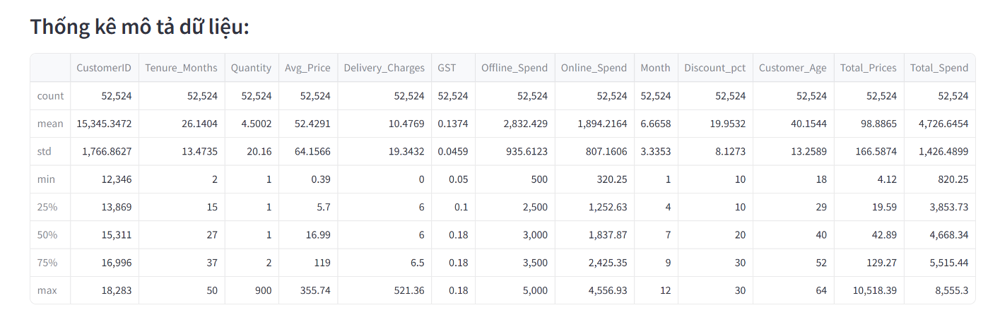 Thống kê mô tả dữ liệu:
CustomerID Tenure_Months Quantity Avg_Price Delivery_Charges GST Offline_Spend Online_Spend Month Discount_pct Customer_Age Total_Prices Total_Spend
count 52,524 52,524 52,524 52,524 52,524 52,524 52,524 52,524 52,524 52,524 52,524 52,524 52,524
mean 15,345.3472 26.1404 4.5002 52.4291 10.4769 0.1374 2,832.429 1,894.2164 6.6658 19.9532 40.1544 98.8865 4,726.6454
std 1,766.8627 13.4735 20.16 64.1566 19.3432 0.0459 935.6123 807.1606 3.3353 8.1273 13.2589 166.5874 1,426.4899
min 12,346 2 1 0.39 0 0.05 500 320.25 1 10 18 4.12 820.25
25% 13,869 15 1 5.7 6 0.1 2,500 1,252.63 4 10 29 19.59 3,853.73
50% 15,311 27 1 16.99 6 0.18 3,000 1,837.87 7 20 40 42.89 4,668.34
75% 16,996 37 2 119 6.5 0.18 3,500 2,425.35 9 30 52 129.27 5,515.44
max 18,283 50 900 355.74 521.36 0.18 5,000 4,556.93 12 30 64 10,518.39 8,555.3